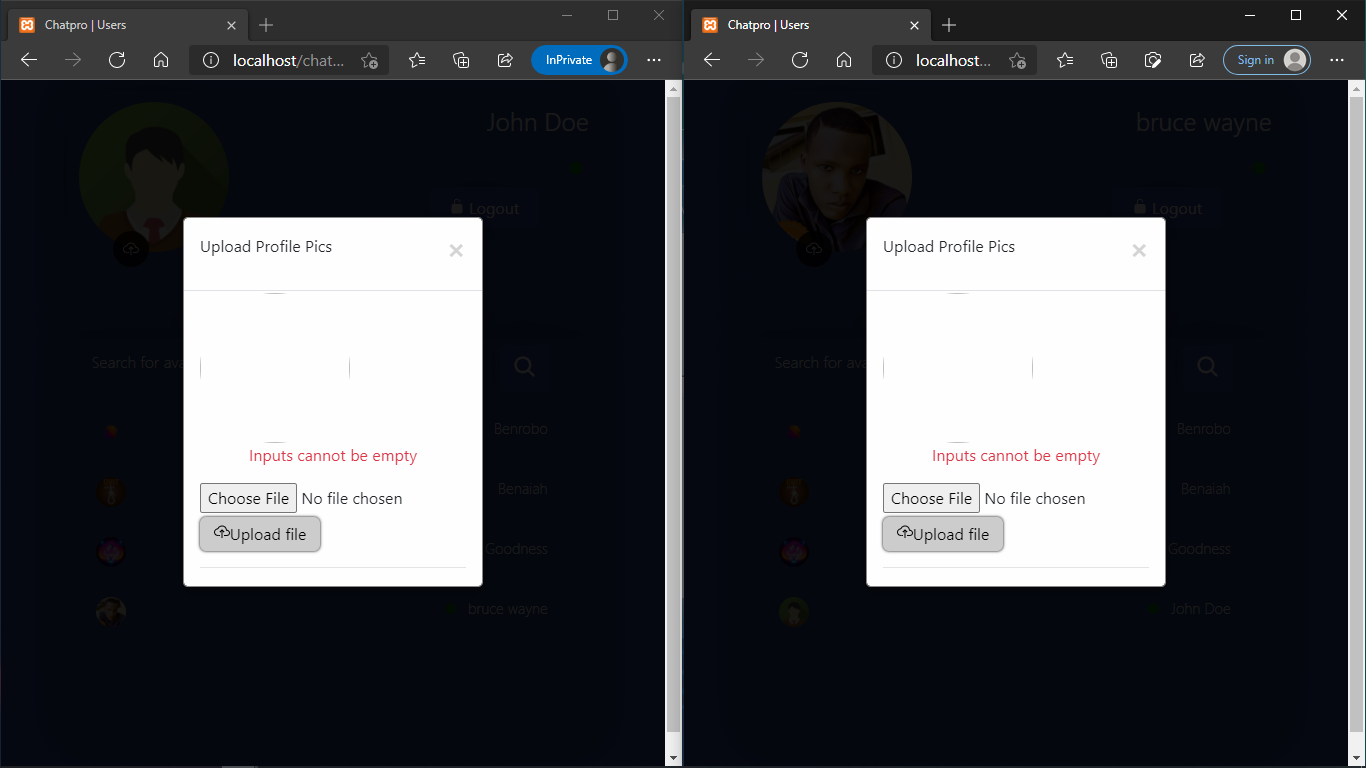 Chatpro | Users
localhost/chat...
InPrivate
John Doe
Logout
Upload Profile Pics
×
Search for ava
Inputs cannot be empty
Choose File No file chosen
Upload file
Benrobo
Benaiah
Goodness
bruce wayne
Chatpro | Users
localhost...
Sign in
bruce wayne
Logout
Upload Profile Pics
×
Search for ava
Inputs cannot be empty
Choose File No file chosen
Upload file
Benrobo
Benaiah
Goodness
John Doe